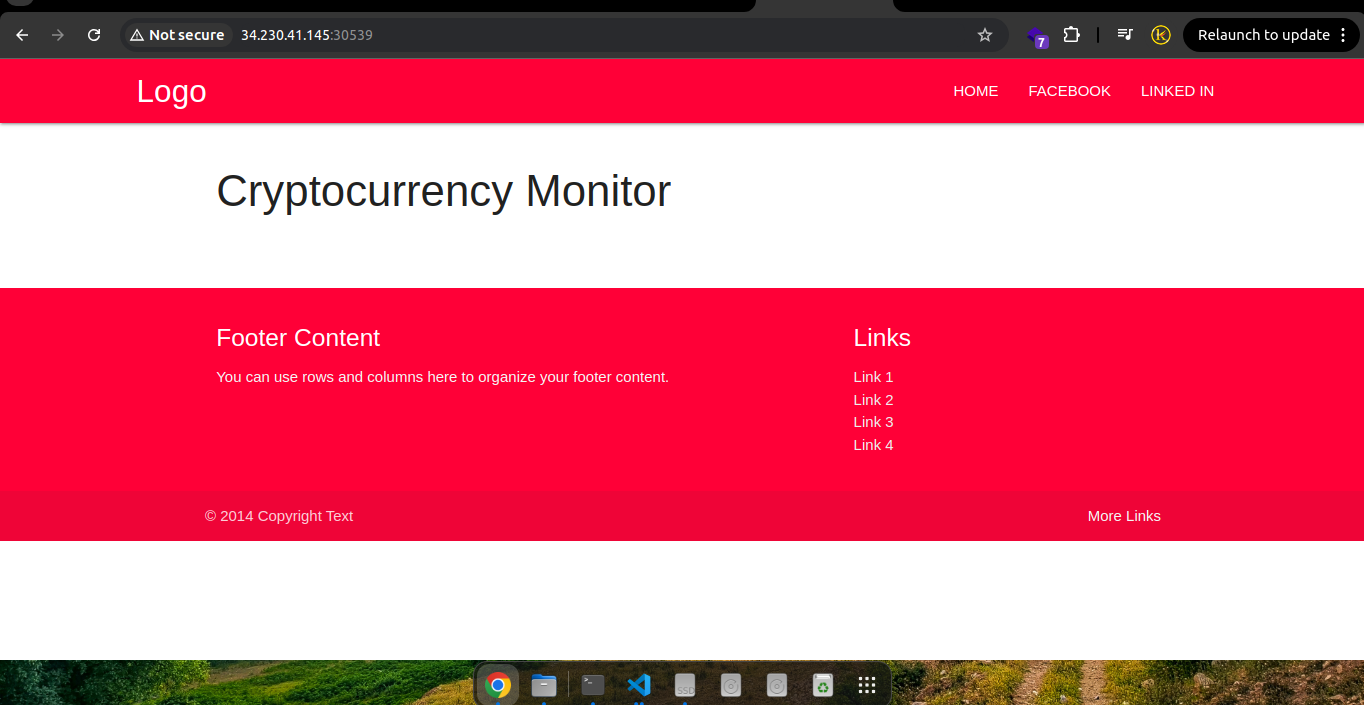 Not secure 34.230.41.145:30539 7 Relaunch to update
Logo HOME FACEBOOK LINKED IN
Cryptocurrency Monitor
Footer Content
You can use rows and columns here to organize your footer content.
Links
Link 1
Link 2
Link 3
Link 4
© 2014 Copyright Text More Links
SSD